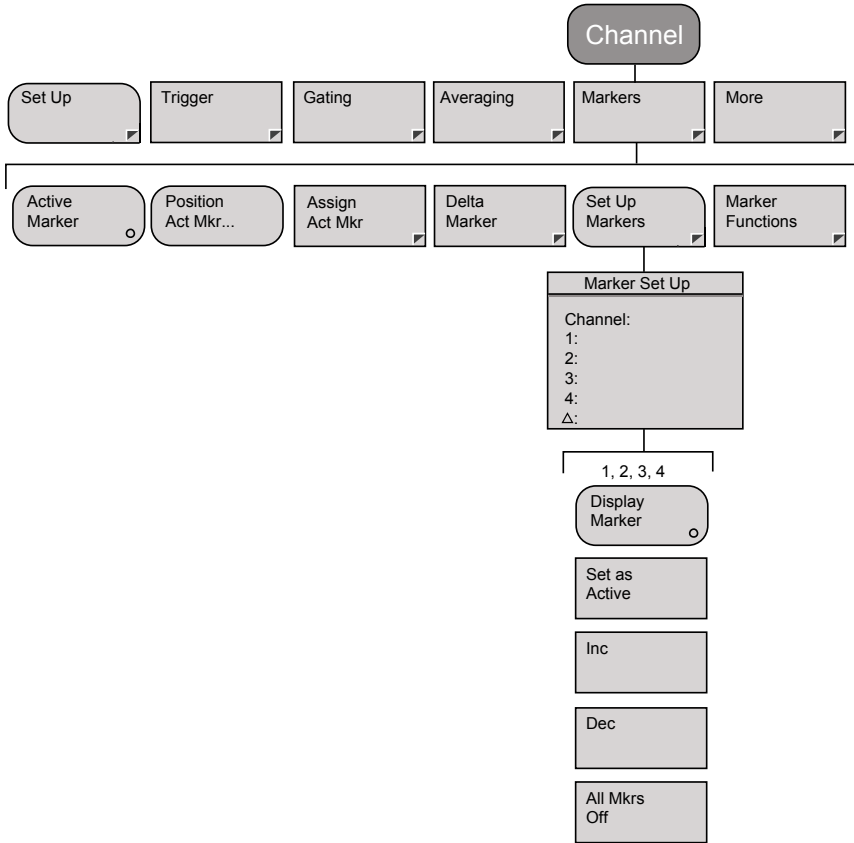 Channel
Set Up
Trigger
Gating
Averaging
Markers
More
Active
Marker
Position
Act Mkr...
Assign
Act Mkr
Delta
Marker
Set Up
Markers
Marker
Functions
Marker Set Up
Channel:
1:
2:
3:
4:
△:
1, 2, 3, 4
Display
Marker
Set as
Active
Inc
Dec
All Mkrs
Off